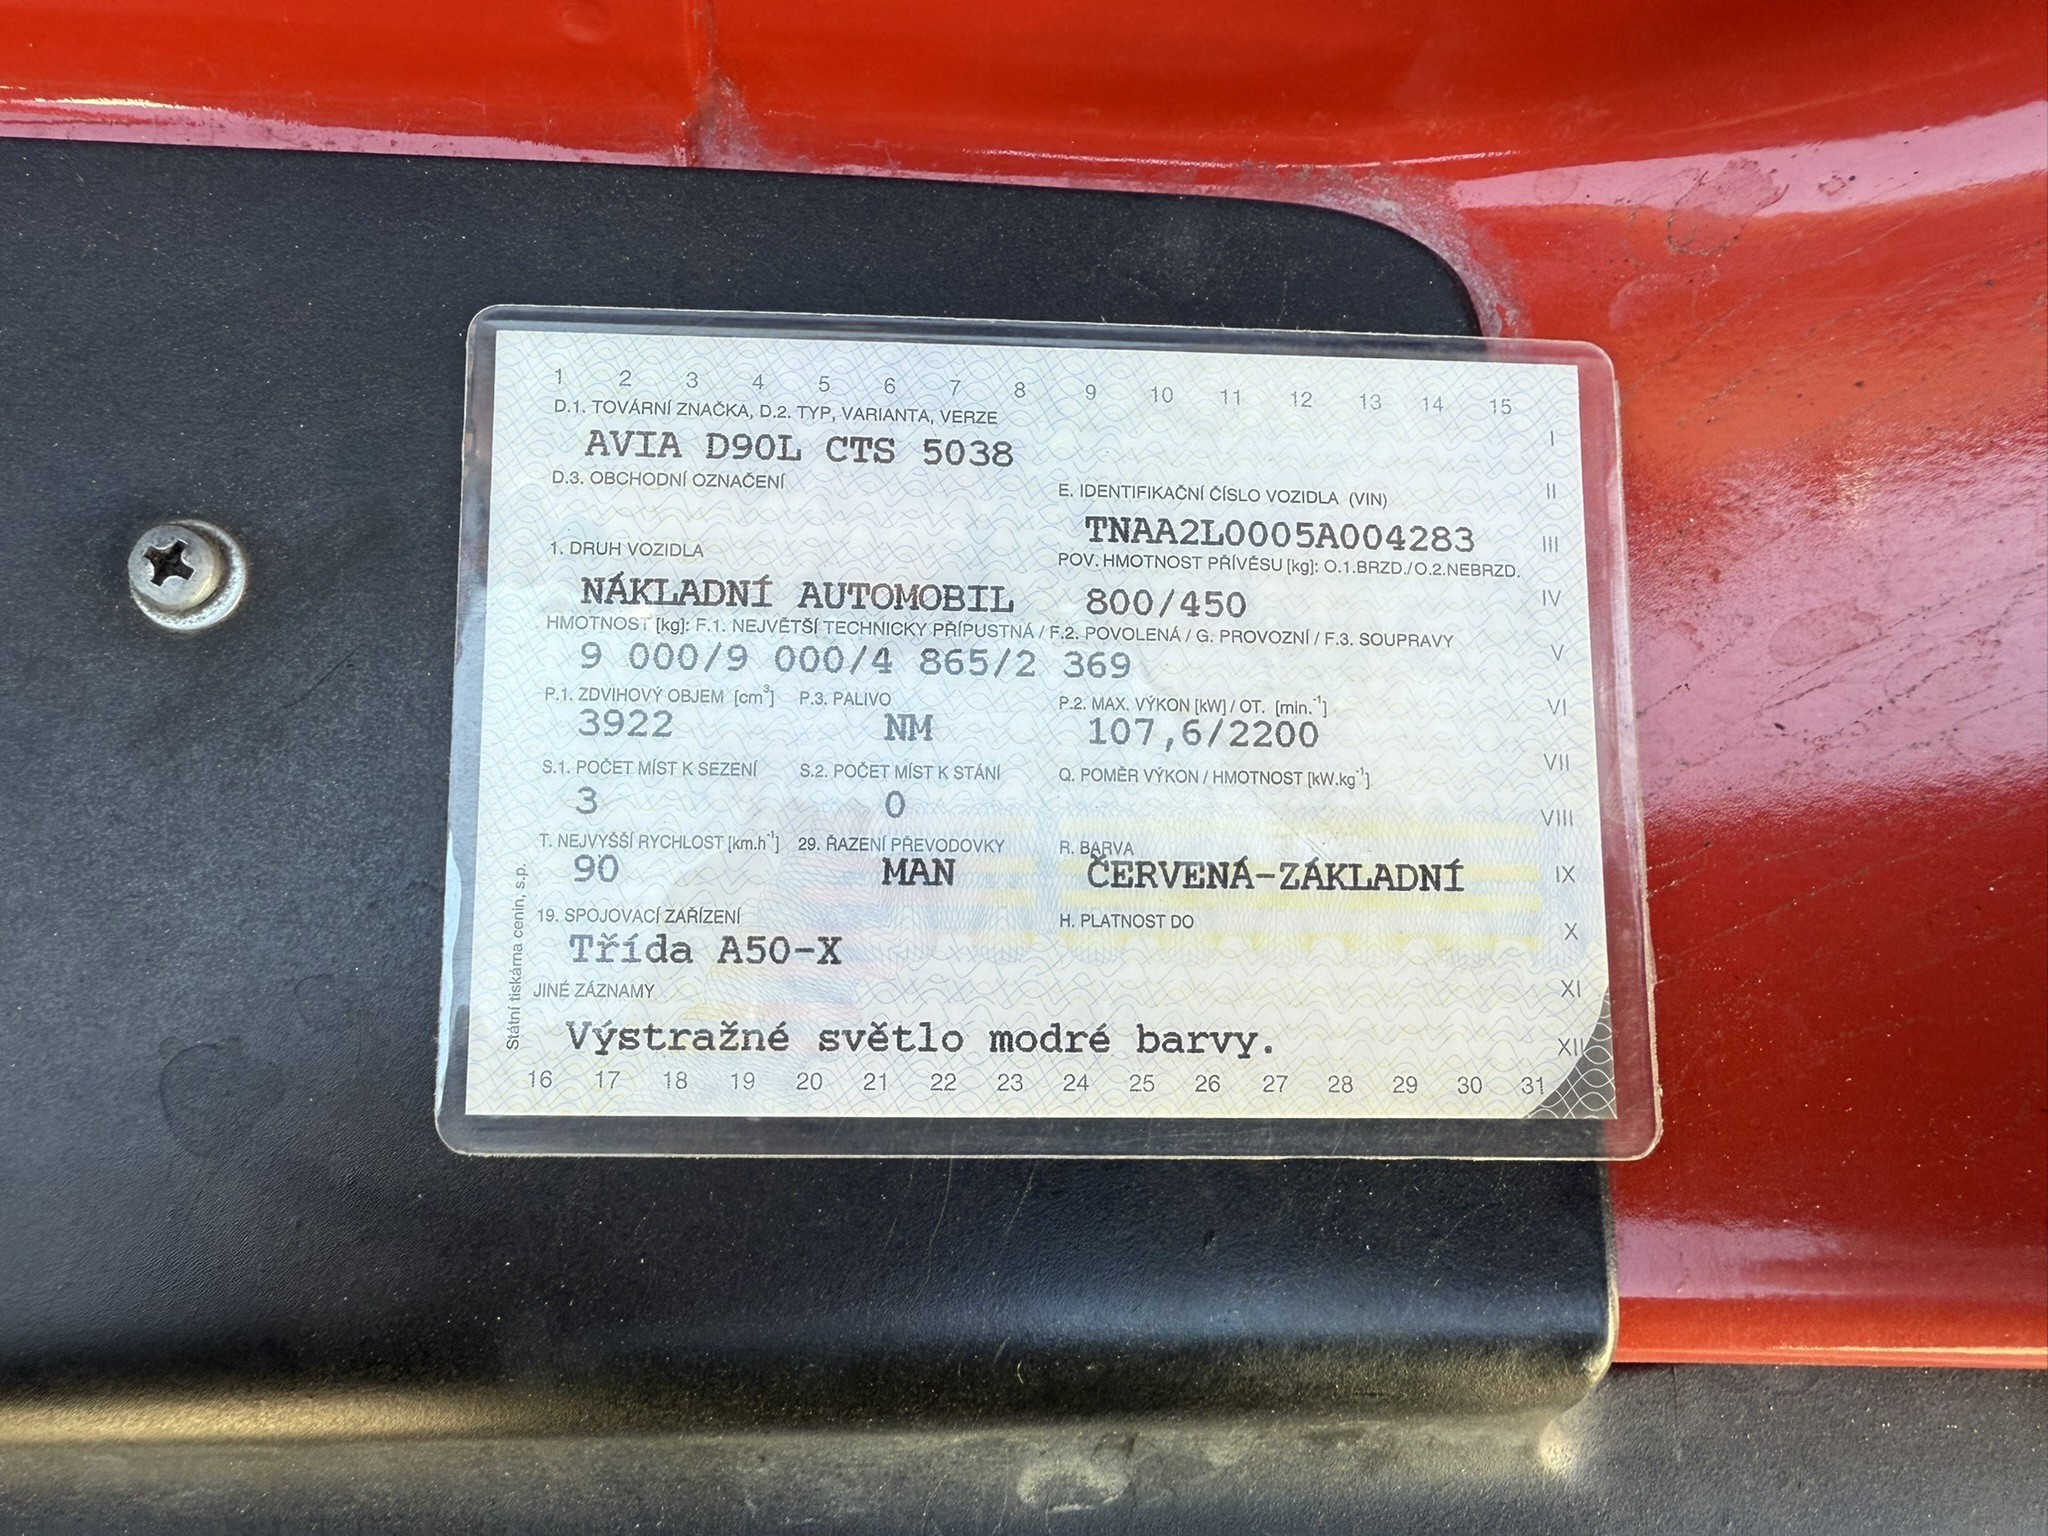 1 2 3 4 5 6 7 8 9 10 11 12 13 14 15
D.1. TOVÁRNÍ ZNAČKA, D.2. TYP, VARIANTA, VERZE
AVIA D90L CTS 5038
I
D.3. OBCHODNÍ OZNAČENÍ
E. IDENTIFIKAČNÍ ČÍSLO VOZIDLA (VIN)
II
TNAA2L0005A004283
III
1. DRUH VOZIDLA
POV. HMOTNOST PŘÍVĚSU [kg]: O.1.BRZD./O.2.NEBRZD.
NÁKLADNÍ AUTOMOBIL 800/450
IV
HMOTNOST [kg]: F.1. NEJVĚTŠÍ TECHNICKY PŘÍPUSTNÁ / F.2. POVOLENÁ / G. PROVOZNÍ / F.3. SOUPRAVY
9 000/9 000/4 865/2 369
V
P.1. ZDVIHOVÝ OBJEM [cm³] P.3. PALIVO P.2. MAX. VÝKON [kW] / OT. [min.⁻¹]
VI
3922 NM 107,6/2200
S.1. POČET MÍST K SEZENÍ S.2. POČET MÍST K STÁNÍ Q. POMĚR VÝKON / HMOTNOST [kW.kg⁻¹]
VII
3 0
VIII
T. NEJVYŠŠÍ RYCHLOST [km.h⁻¹] 29. ŘAZENÍ PŘEVODOVKY R. BARVA
90 MAN ČERVENÁ-ZÁKLADNÍ
IX
19. SPOJOVACÍ ZAŘÍZENÍ H. PLATNOST DO
X
Třída A50-X
JINÉ ZÁZNAMY
XI
Výstražné světlo modré barvy.
XII
16 17 18 19 20 21 22 23 24 25 26 27 28 29 30 31
Státní tiskárna cenin, s.p.